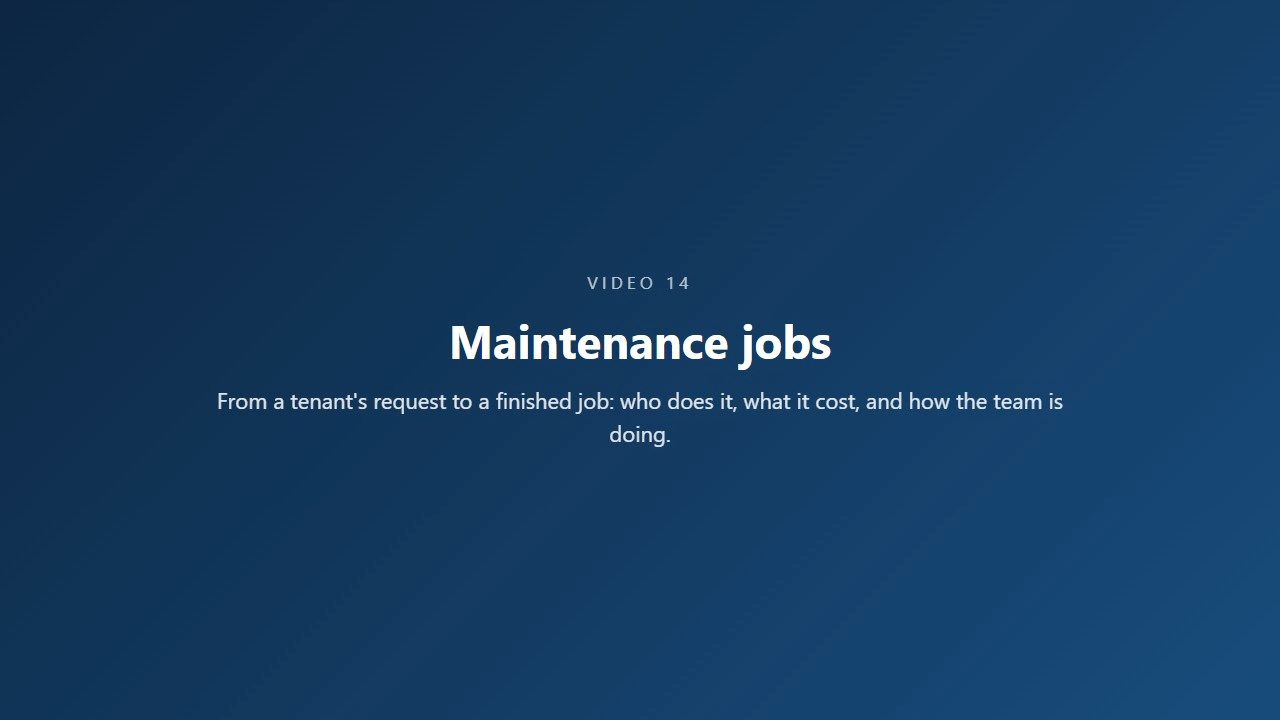 VIDEO 14
Maintenance jobs
From a tenant's request to a finished job: who does it, what it cost, and how the team is
doing.